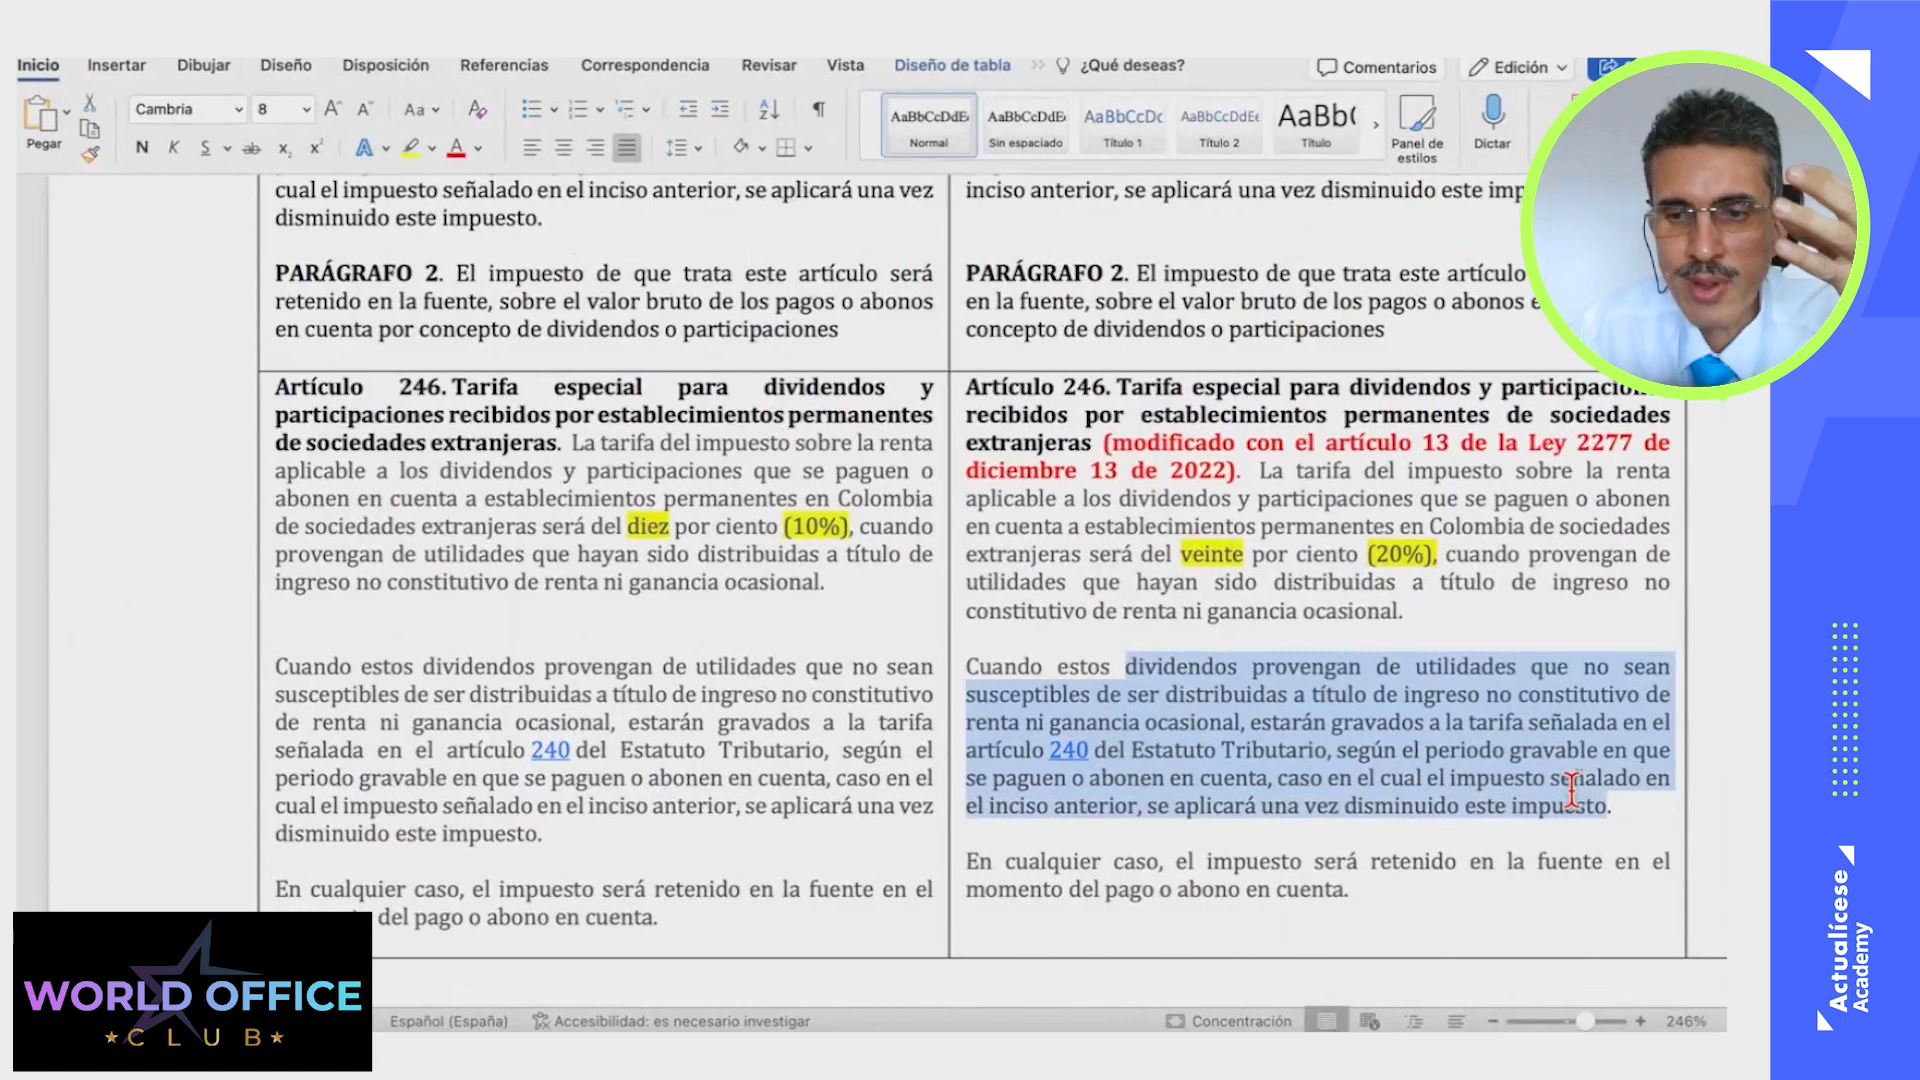 Inicio Insertar Dibujar Diseño Disposición Referencias Correspondencia Revisar Vista Diseño de tabla ¿Qué deseas? Comentarios Edición
Pegar
Cambria 8
Aa
N K S ab x₂ x² A A
AaBbCcDdE Normal
AaBbCcDdE Sin espaciado
AaBbCcDc Título 1
AaBbCcDdEe Título 2
AaBb( Título
Panel de estilos
Dictar
cual el impuesto señalado en el inciso anterior, se aplicará una vez
disminuido este impuesto.
PARÁGRAFO 2. El impuesto de que trata este artículo será
retenido en la fuente, sobre el valor bruto de los pagos o abonos
en cuenta por concepto de dividendos o participaciones
inciso anterior, se aplicará una vez disminuido este imp
PARÁGRAFO 2. El impuesto de que trata este artículo
en la fuente, sobre el valor bruto de los pagos o abonos e
concepto de dividendos o participaciones
Artículo 246. Tarifa especial para dividendos y
participaciones recibidos por establecimientos permanentes
de sociedades extranjeras. La tarifa del impuesto sobre la renta
aplicable a los dividendos y participaciones que se paguen o
abonen en cuenta a establecimientos permanentes en Colombia
de sociedades extranjeras será del diez por ciento (10%), cuando
provengan de utilidades que hayan sido distribuidas a título de
ingreso no constitutivo de renta ni ganancia ocasional.
Cuando estos dividendos provengan de utilidades que no sean
susceptibles de ser distribuidas a título de ingreso no constitutivo
de renta ni ganancia ocasional, estarán gravados a la tarifa
señalada en el artículo 240 del Estatuto Tributario, según el
periodo gravable en que se paguen o abonen en cuenta, caso en el
cual el impuesto señalado en el inciso anterior, se aplicará una vez
disminuido este impuesto.
En cualquier caso, el impuesto será retenido en la fuente en el
del pago o abono en cuenta.
Artículo 246. Tarifa especial para dividendos y
recibidos por establecimientos permanentes de sociedades
extranjeras (modificado con el artículo 13 de la Ley 2277 de
diciembre 13 de 2022). La tarifa del impuesto sobre la renta
aplicable a los dividendos y participaciones que se paguen o abonen
en cuenta a establecimientos permanentes en Colombia de sociedades
extranjeras será del veinte por ciento (20%), cuando provengan de
utilidades que hayan sido distribuidas a título de ingreso no
constitutivo de renta ni ganancia ocasional.
Cuando estos dividendos provengan de utilidades que no sean
susceptibles de ser distribuidas a título de ingreso no constitutivo de
renta ni ganancia ocasional, estarán gravados a la tarifa señalada en el
artículo 240 del Estatuto Tributario, según el periodo gravable en que
se paguen o abonen en cuenta, caso en el cual el impuesto señalado en
el inciso anterior, se aplicará una vez disminuido este impuesto.
En cualquier caso, el impuesto será retenido en la fuente en el
momento del pago o abono en cuenta.
WORLD OFFICE
CLUB
Español (España) Accesibilidad: es necesario investigar Concentración 246%
Actualícese
Academy